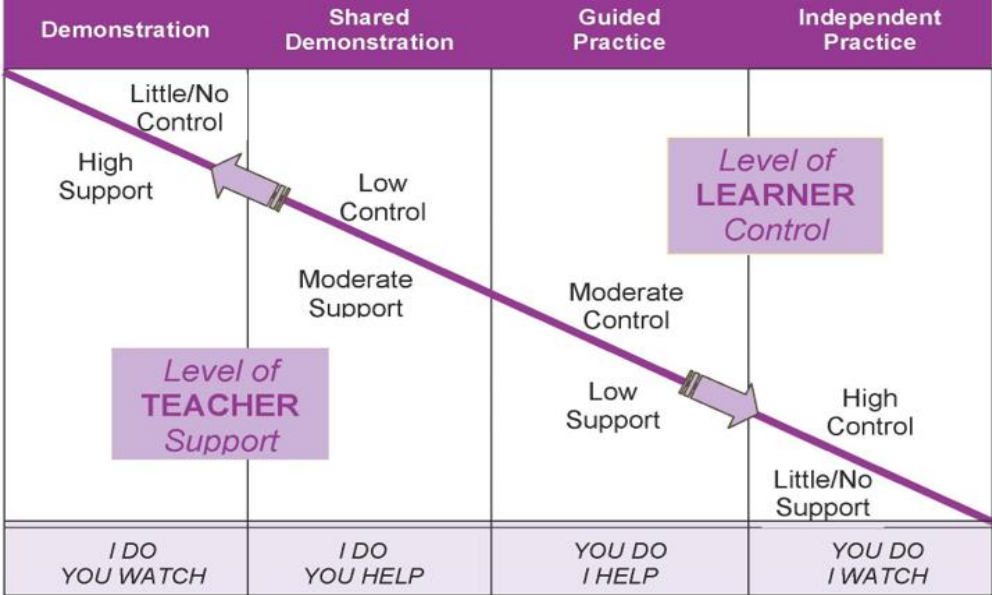 Demonstration
Shared
Demonstration
Guided
Practice
Independent
Practice
Little/No
Control
High
Support
Low
Control
Moderate
Support
Level of
LEARNER
Control
Moderate
Control
Low
Support
Level of
TEACHER
Support
High
Control
Little/No
Support
I DO
YOU WATCH
I DO
YOU HELP
YOU DO
I HELP
YOU DO
I WATCH